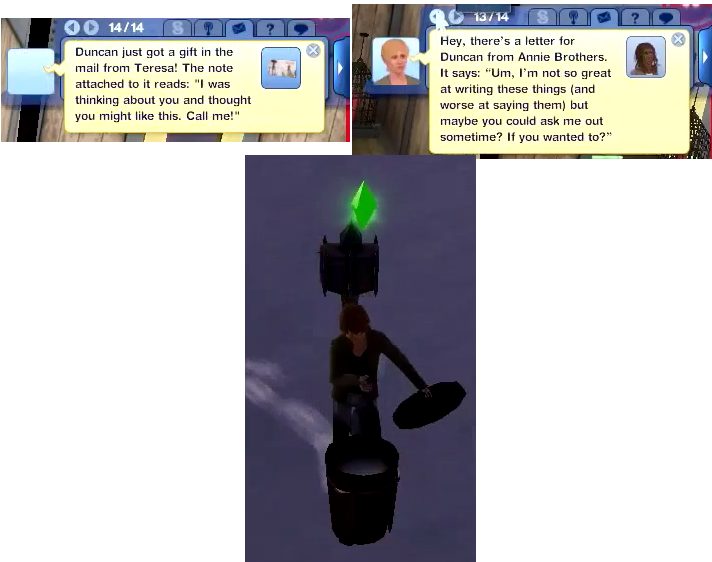 14/14
S
?
Duncan just got a gift in the
mail from Teresa! The note
attached to it reads: "I was
thinking about you and thought
you might like this. Call me!"
13/14
S
?
Hey, there's a letter for
Duncan from Annie Brothers.
It says: “Um, I’m not so great
at writing these things (and
worse at saying them) but
maybe you could ask me out
sometime? If you wanted to?”